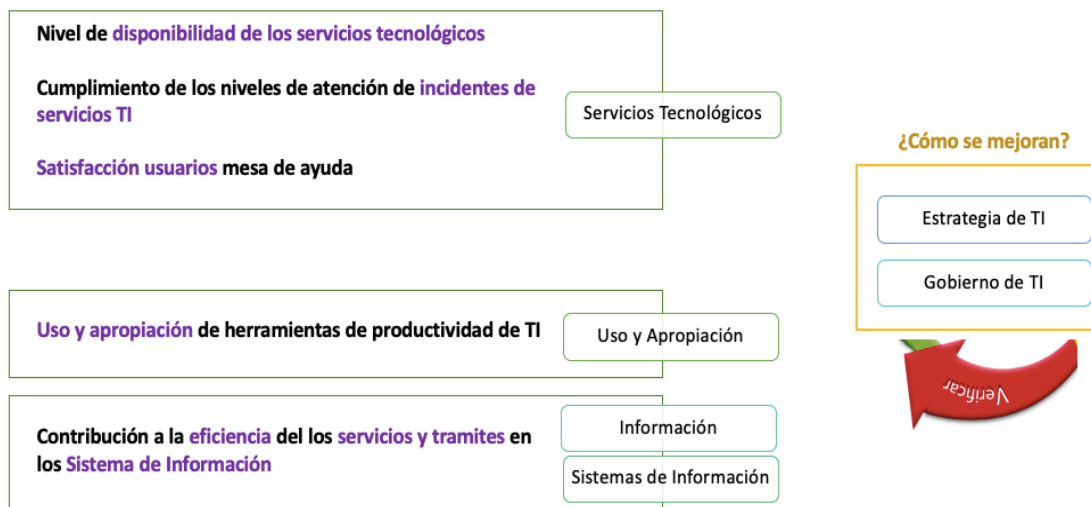 Nivel de disponibilidad de los servicios tecnológicos
Cumplimiento de los niveles de atención de incidentes de
servicios TI
Satisfacción usuarios mesa de ayuda
Servicios Tecnológicos
Uso y apropiación de herramientas de productividad de TI
Uso y Apropiación
Contribución a la eficiencia del los servicios y tramites en
los Sistema de Información
Información
Sistemas de Información
¿Cómo se mejoran?
Estrategia de TI
Gobierno de TI
Verificar